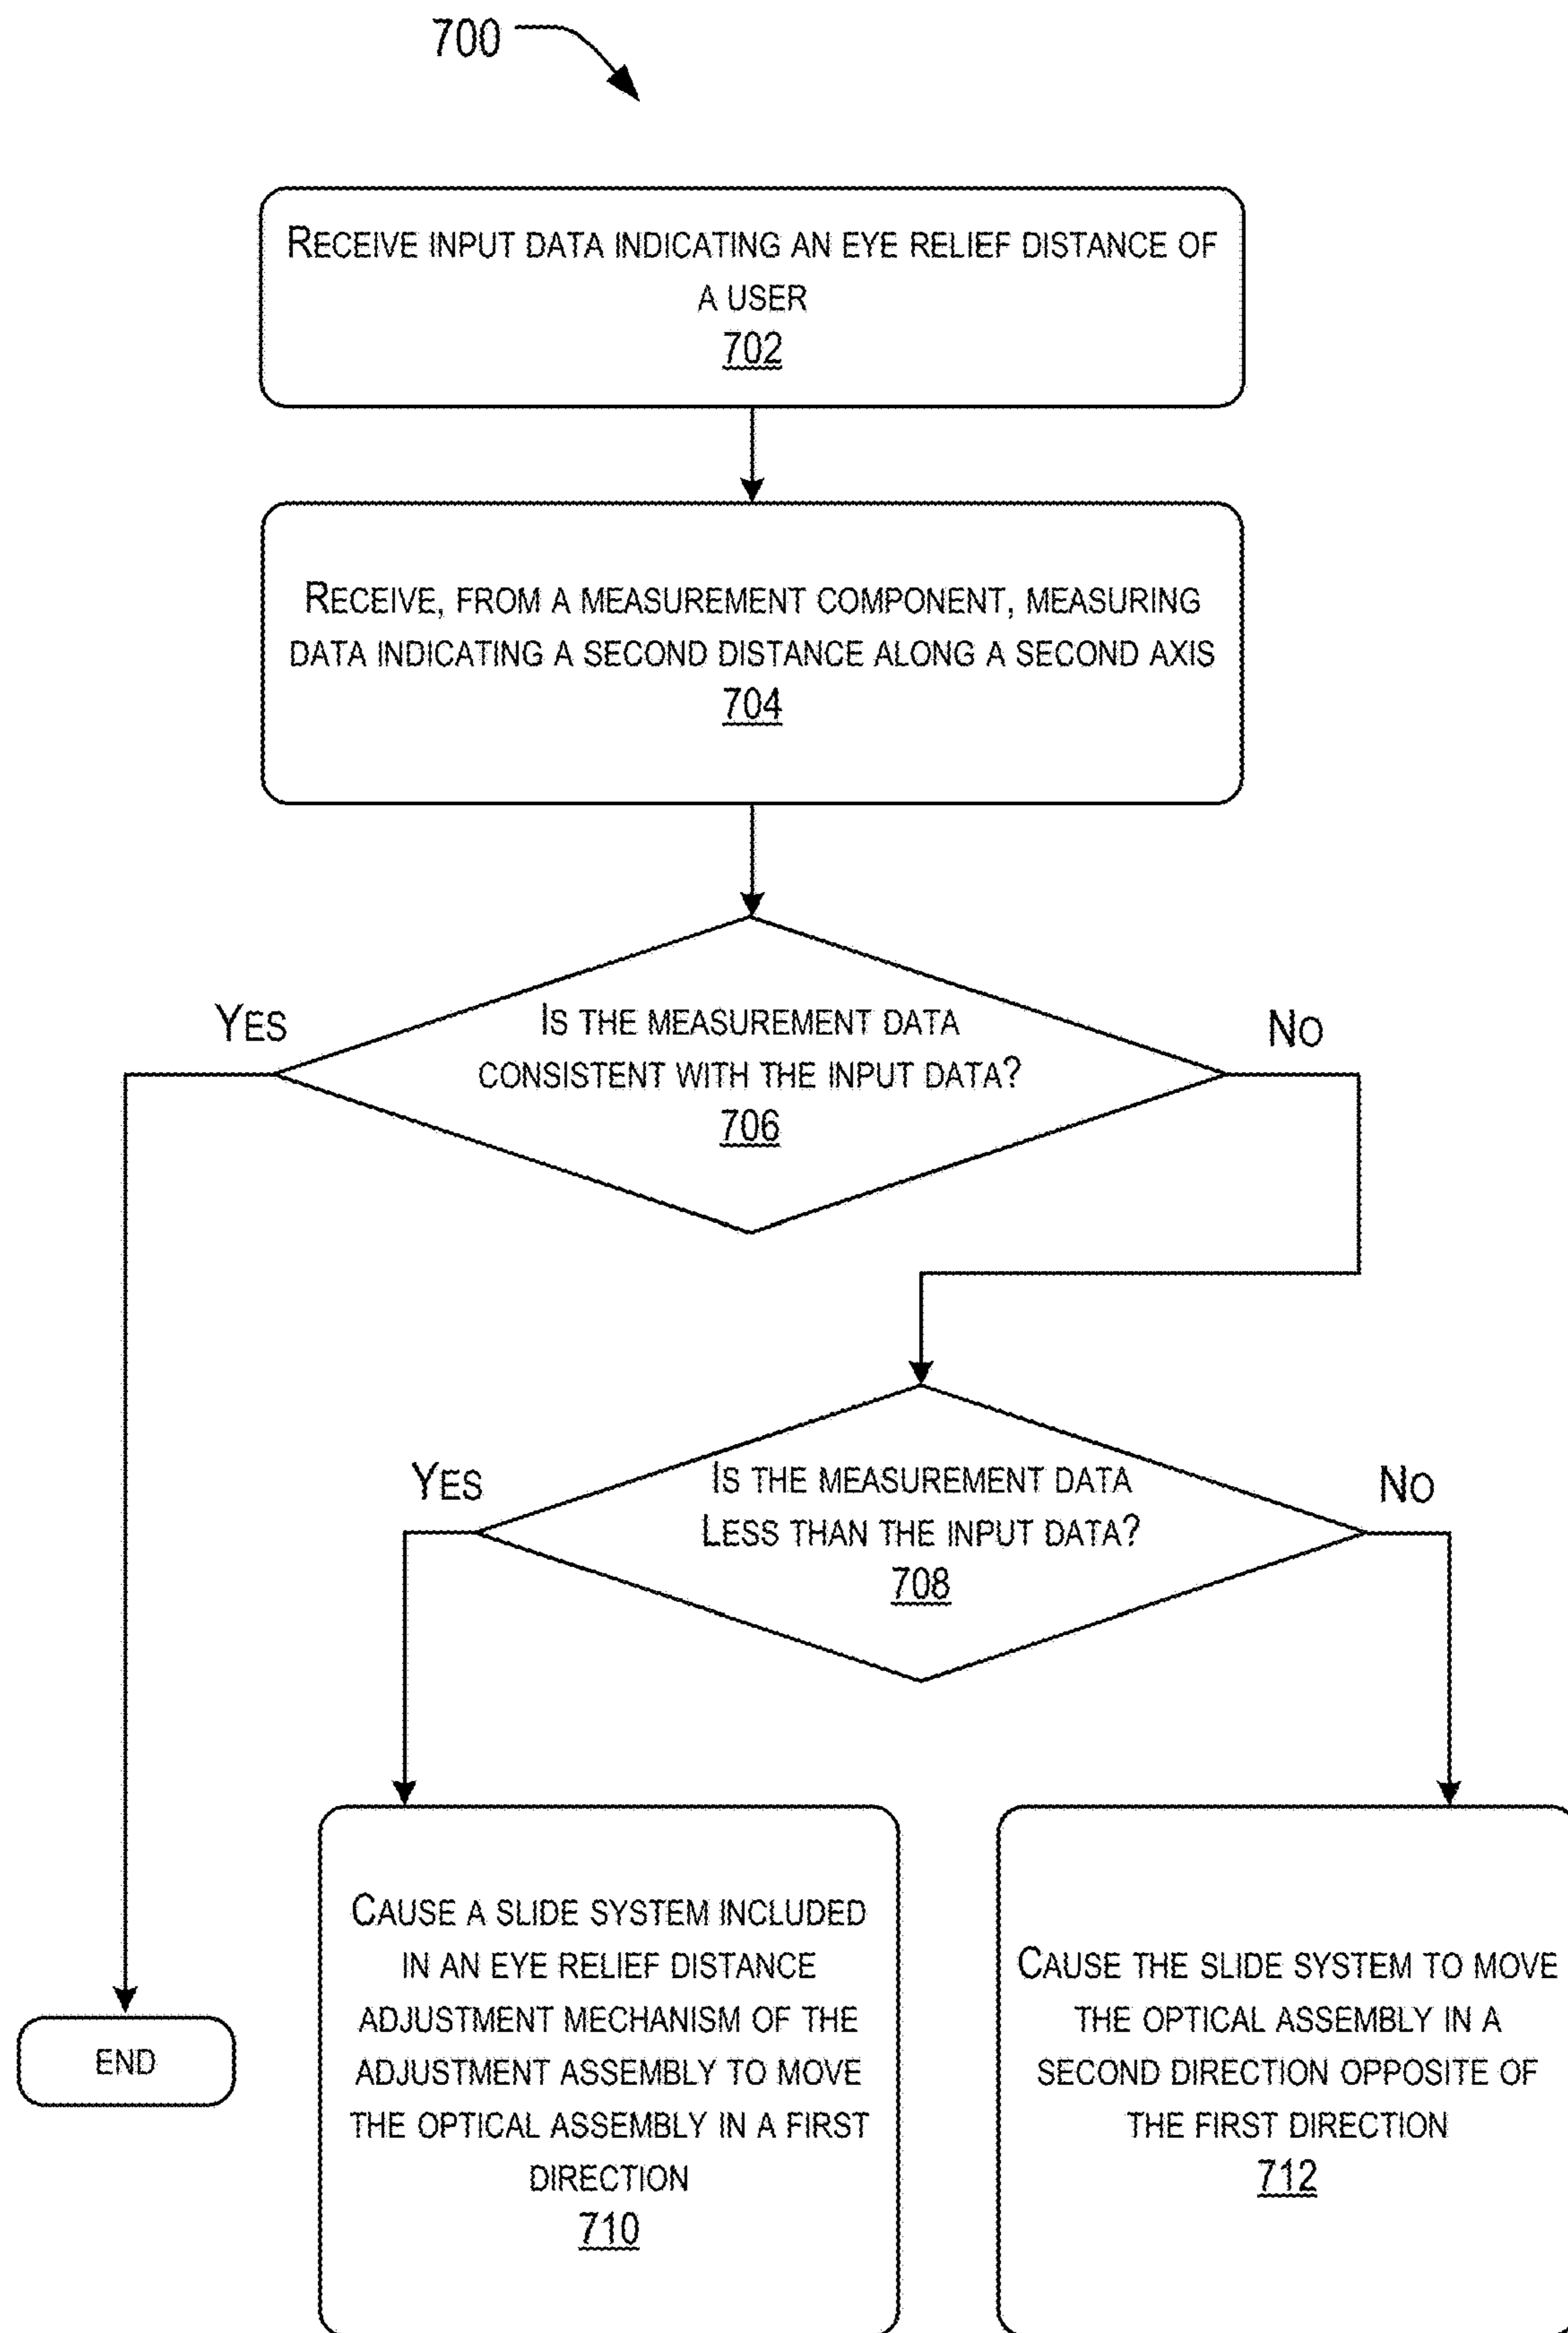 700
RECEIVE INPUT DATA INDICATING AN EYE RELIEF DISTANCE OF
A USER
702
RECEIVE, FROM A MEASUREMENT COMPONENT, MEASURING
DATA INDICATING A SECOND DISTANCE ALONG A SECOND AXIS
704
YES
IS THE MEASUREMENT DATA
CONSISTENT WITH THE INPUT DATA?
706
NO
YES
IS THE MEASUREMENT DATA
LESS THAN THE INPUT DATA?
708
NO
END
CAUSE A SLIDE SYSTEM INCLUDED
IN AN EYE RELIEF DISTANCE
ADJUSTMENT MECHANISM OF THE
ADJUSTMENT ASSEMBLY TO MOVE
THE OPTICAL ASSEMBLY IN A FIRST
DIRECTION
710
CAUSE THE SLIDE SYSTEM TO MOVE
THE OPTICAL ASSEMBLY IN A
SECOND DIRECTION OPPOSITE OF
THE FIRST DIRECTION
712